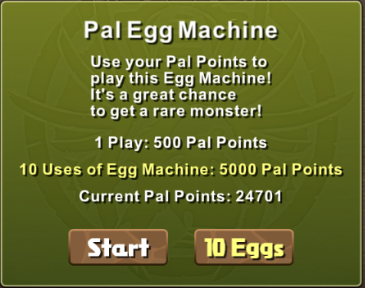 Pal Egg Machine
Use your Pal Points to
play this Egg Machine!
It's a great chance
to get a rare monster!
1 Play: 500 Pal Points
10 Uses of Egg Machine: 5000 Pal Points
Current Pal Points: 24701
Start
10 Eggs